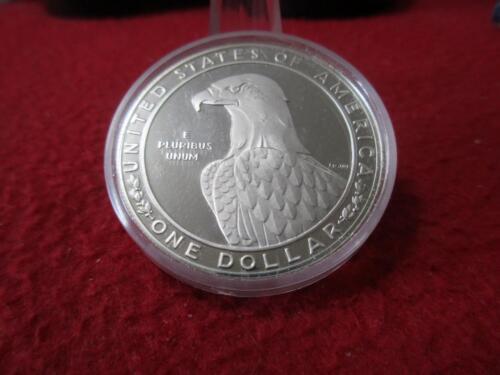 UNITED STATES OF AMERICA
E
PLURIBUS
UNUM
ONE DOLLAR